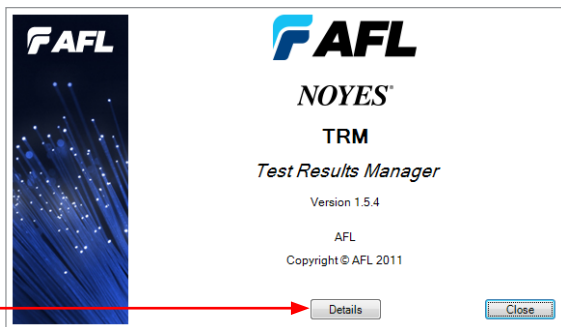 AFL
AFL
NOYES®
TRM
Test Results Manager
Version 1.5.4
AFL
Copyright © AFL 2011
Details
Close